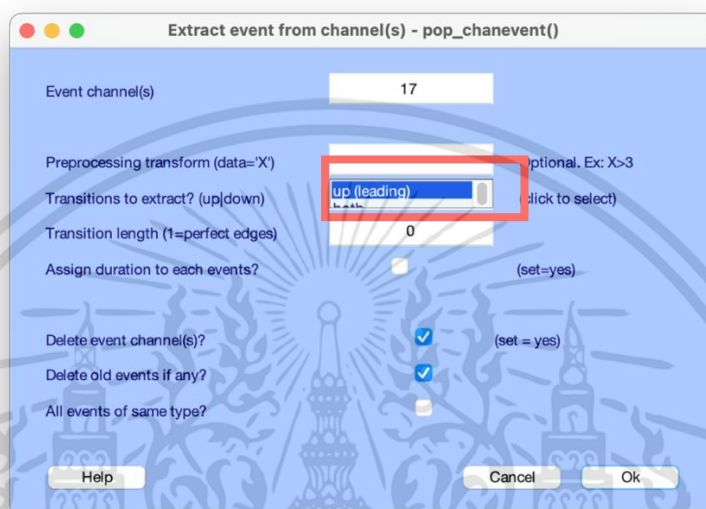 Extract event from channel(s) - pop_chanevent()
Event channel(s) 17
Preprocessing transform (data='X') Optional. Ex: X>3
Transitions to extract? (up|down) up (leading) (click to select)
both
Transition length (1=perfect edges) 0
Assign duration to each events? (set=yes)
Delete event channel(s)? (set = yes)
Delete old events if any?
All events of same type?
Help Cancel Ok